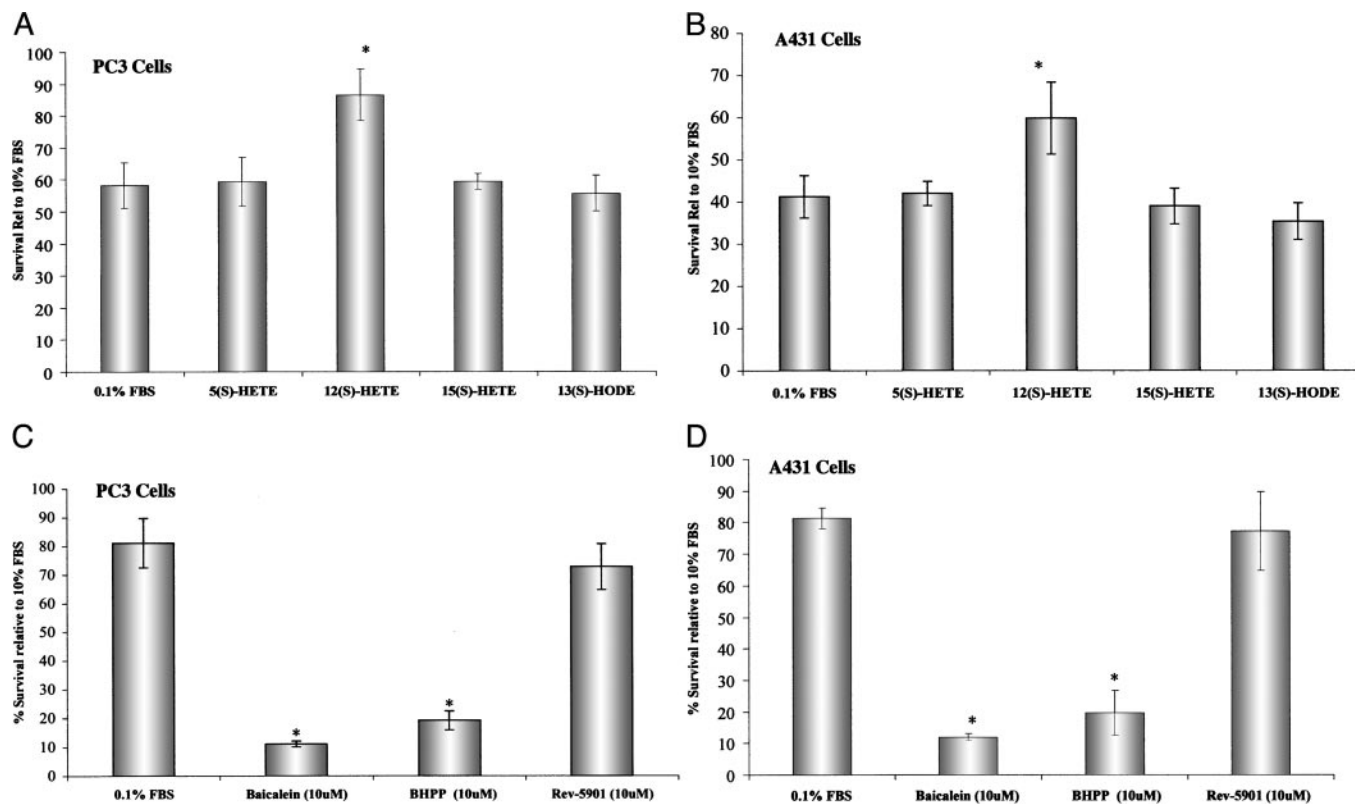 A
PC3 Cells
*
Survival Rel to 10% FBS
100
90
80
70
60
50
40
30
20
10
0
0.1% FBS 5(S)-HETE 12(S)-HETE 15(S)-HETE 13(S)-HODE
B
A431 Cells
*
Survival Rel to 10% FBS
80
70
60
50
40
30
20
10
0
0.1% FBS 5(S)-HETE 12(S)-HETE 15(S)-HETE 13(S)-HODE
C
PC3 Cells
% Survival relative to 10% FBS
100
90
80
70
60
50
40
30
20
10
0
* *
0.1% FBS Baicalein (10uM) BHPP (10uM) Rev-5901 (10uM)
D
A431 Cells
% Survival relative to 10% FBS
100
90
80
70
60
50
40
30
20
10
0
* *
0.1% FBS Baicalein (10uM) BHPP (10uM) Rev-5901 (10uM)